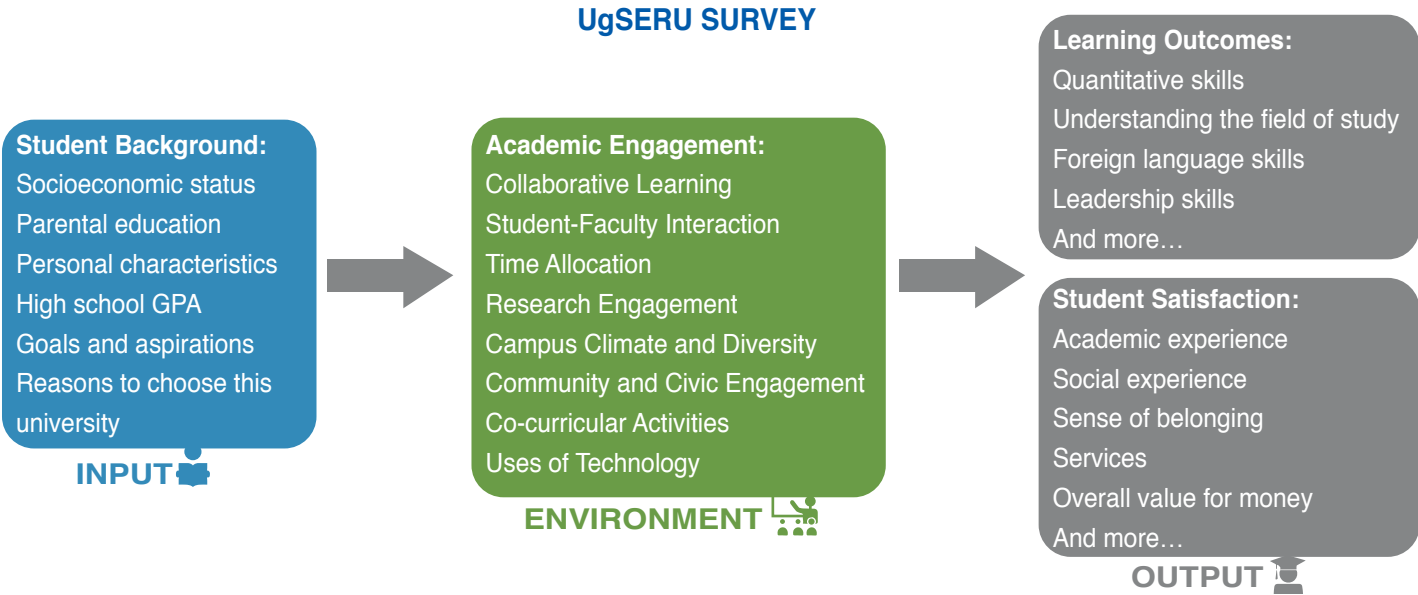 UgSERU SURVEY
Student Background:
Socioeconomic status
Parental education
Personal characteristics
High school GPA
Goals and aspirations
Reasons to choose this
university
INPUT
Academic Engagement:
Collaborative Learning
Student-Faculty Interaction
Time Allocation
Research Engagement
Campus Climate and Diversity
Community and Civic Engagement
Co-curricular Activities
Uses of Technology
ENVIRONMENT
Learning Outcomes:
Quantitative skills
Understanding the field of study
Foreign language skills
Leadership skills
And more…
Student Satisfaction:
Academic experience
Social experience
Sense of belonging
Services
Overall value for money
And more…
OUTPUT